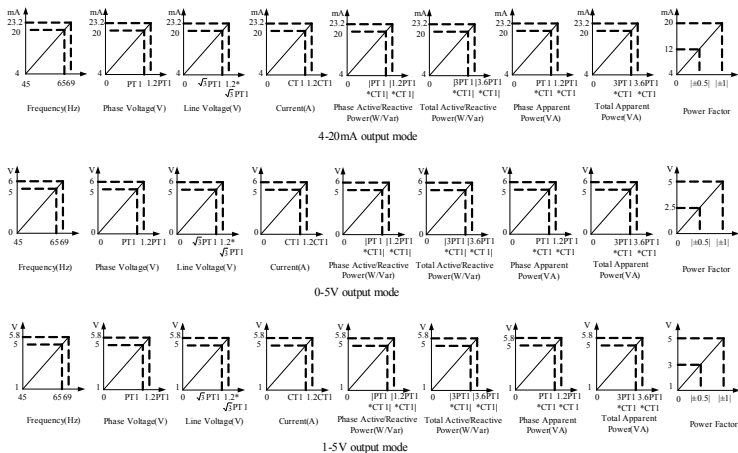 mA mA mA mA mA mA mA mA mA
23.2 23.2 23.2 23.2 23.2 23.2 23.2 23.2 20
20 20 20 20 20 20 20 20 12
4 4 4 4 4 4 4 4 4
45 6569 0 PT1 1.2PT1 0 √3PT1 1.2* 0 CT1 1.2CT1 0 |PT1 |1.2PT1 0 |3PT1 |3.6PT1 0 PT1 1.2PT1 0 3PT1 3.6PT1 0 |±0.5| |±1|
√3PT1 *CT1| *CT1| *CT1| *CT1| *CT1 *CT1 *CT1 *CT1
Frequency(Hz) Phase Voltage(V) Line Voltage(V) Current(A) Phase Active/Reactive Total Active/Reactive Phase Apparent Total Apparent Power Factor
Power(W/Var) Power(W/Var) Power(VA) Power(VA)
4-20mA output mode
V V V V V V V V V
6 6 6 6 6 6 6 6 5
5 5 5 5 5 5 5 5 2.5
0 0 0 0 0 0 0 0 0
45 6569 0 PT1 1.2PT1 0 √3PT1 1.2* 0 CT1 1.2CT1 0 |PT1 |1.2PT1 0 |3PT1 |3.6PT1 0 PT1 1.2PT1 0 3PT1 3.6PT1 0 |±0.5| |±1|
√3PT1 *CT1| *CT1| *CT1| *CT1| *CT1 *CT1 *CT1 *CT1
Frequency(Hz) Phase Voltage(V) Line Voltage(V) Current(A) Phase Active/Reactive Total Active/Reactive Phase Apparent Total Apparent Power Factor
Power(W/Var) Power(W/Var) Power(VA) Power(VA)
0-5V output mode
V V V V V V V V V
5.8 5.8 5.8 5.8 5.8 5.8 5.8 5.8 5
5 5 5 5 5 5 5 5 3
1 1 1 1 1 1 1 1 1
45 6569 0 PT1 1.2PT1 0 √3PT1 1.2* 0 CT1 1.2CT1 0 |PT1 |1.2PT1 0 |3PT1 |3.6PT1 0 PT1 1.2PT1 0 3PT1 3.6PT1 0 |±0.5| |±1|
√3PT1 *CT1| *CT1| *CT1| *CT1| *CT1 *CT1 *CT1 *CT1
Frequency(Hz) Phase Voltage(V) Line Voltage(V) Current(A) Phase Active/Reactive Total Active/Reactive Phase Apparent Total Apparent Power Factor
Power(W/Var) Power(W/Var) Power(VA) Power(VA)
1-5V output mode